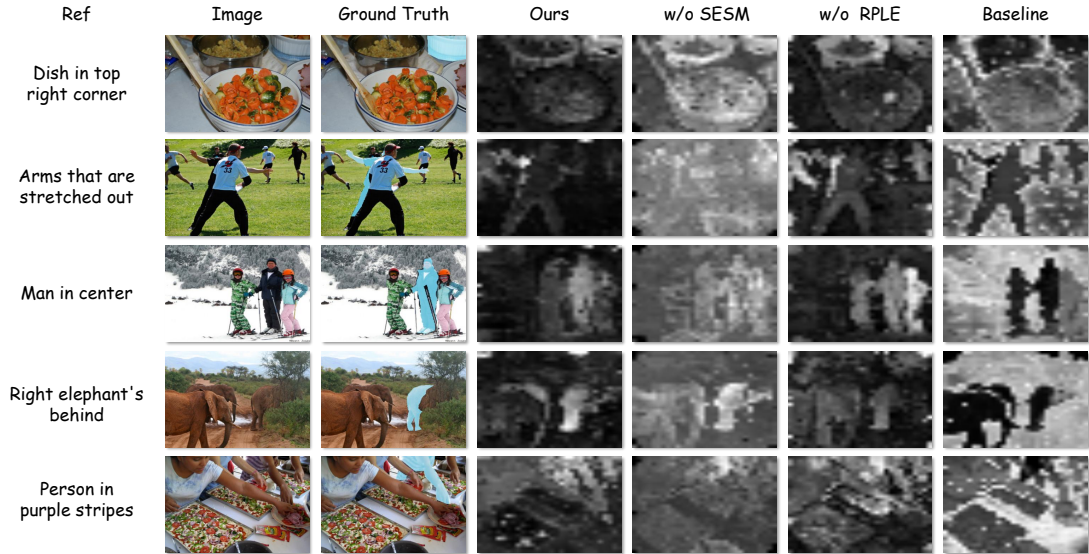 Ref Image Ground Truth Ours w/o SESM w/o RPLE Baseline
Dish in top
right corner
Arms that are
stretched out
33
33
Man in center
Right elephant's
behind
Person in
purple stripes